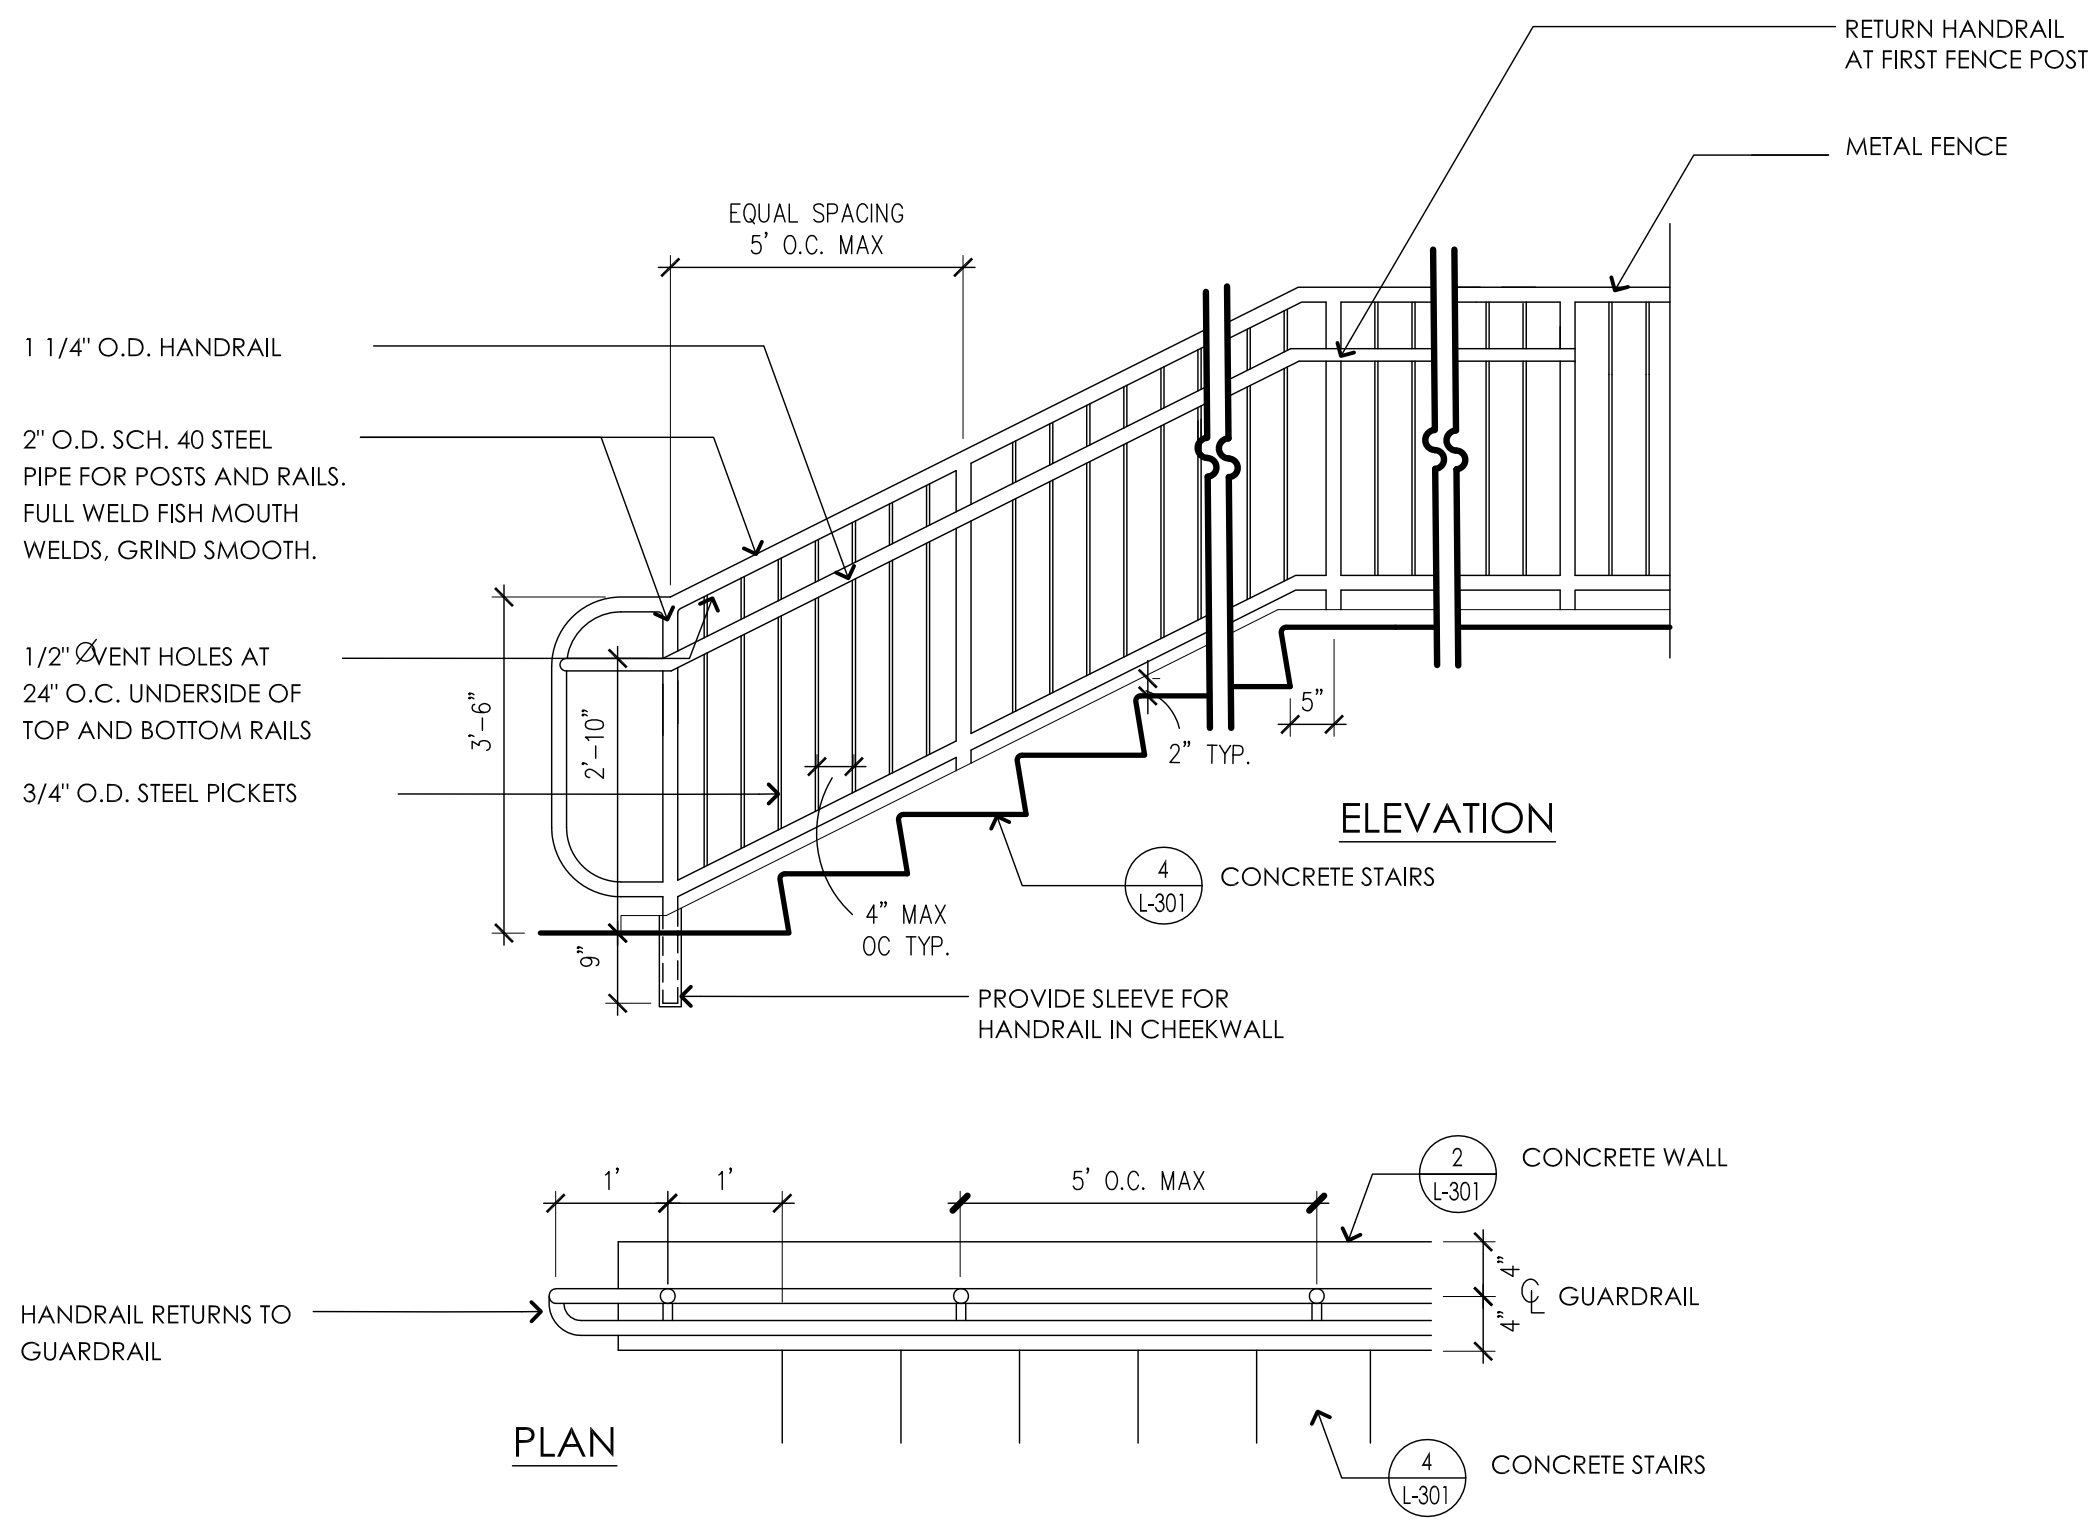 RETURN HANDRAIL
AT FIRST FENCE POST
METAL FENCE
EQUAL SPACING
5' O.C. MAX
1 1/4" O.D. HANDRAIL
2" O.D. SCH. 40 STEEL
PIPE FOR POSTS AND RAILS.
FULL WELD FISH MOUTH
WELDS, GRIND SMOOTH.
1/2" Ø VENT HOLES AT
24" O.C. UNDERSIDE OF
TOP AND BOTTOM RAILS
3/4" O.D. STEEL PICKETS
3'-6"
2'-10"
9"
5"
2" TYP.
ELEVATION
4
L-301
CONCRETE STAIRS
4" MAX
OC TYP.
PROVIDE SLEEVE FOR
HANDRAIL IN CHEEKWALL
1'
1'
5' O.C. MAX
2
L-301
CONCRETE WALL
4"
4"
℄ GUARDRAIL
HANDRAIL RETURNS TO
GUARDRAIL
PLAN
4
L-301
CONCRETE STAIRS